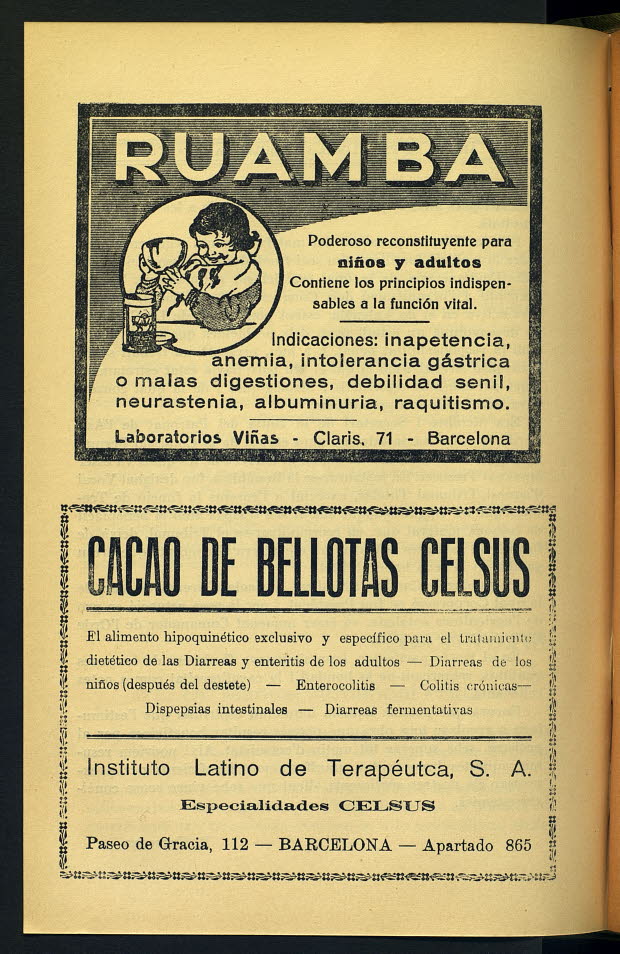 RUAMBA
Poderoso reconstituyente para
niños y adultos
Contiene los principios indispen-
sables a la función vital.
Indicaciones: inapetencia,
anemia, intolerancia gástrica
o malas digestiones, debilidad senil,
neurastenia, albuminuria, raquitismo.
Laboratorios Viñas - Claris, 71 - Barcelona
CACAO DE BELLOTAS CELSUS
El alimento hipoquinético exclusivo y específico para el tratamiento
dietético de las Diarreas y enteritis de los adultos — Diarreas de los
niños (después del destete) — Enterocolitis — Colitis crónicas—
Dispepsias intestinales — Diarreas fermentativas
Instituto Latino de Terapéutca, S. A.
Especialidades CELSUS
Paseo de Gracia, 112 — BARCELONA — Apartado 865